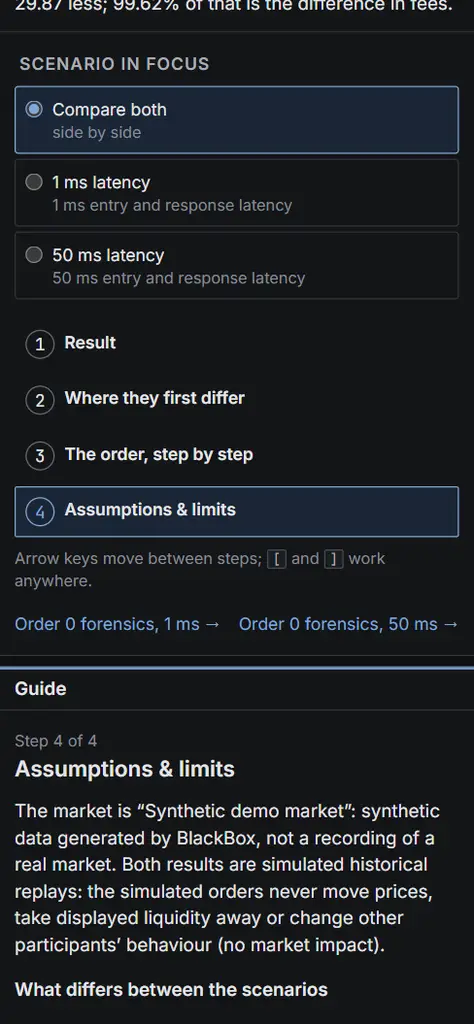 29.87 less; 99.62% of that is the difference in fees.
SCENARIO IN FOCUS
Compare both
side by side
1 ms latency
1 ms entry and response latency
50 ms latency
50 ms entry and response latency
1 Result
2 Where they first differ
3 The order, step by step
4 Assumptions & limits
Arrow keys move between steps; [ and ] work
anywhere.
Order 0 forensics, 1 ms → Order 0 forensics, 50 ms →
Guide
Step 4 of 4
Assumptions & limits
The market is “Synthetic demo market”: synthetic
data generated by BlackBox, not a recording of a
real market. Both results are simulated historical
replays: the simulated orders never move prices,
take displayed liquidity away or change other
participants’ behaviour (no market impact).
What differs between the scenarios